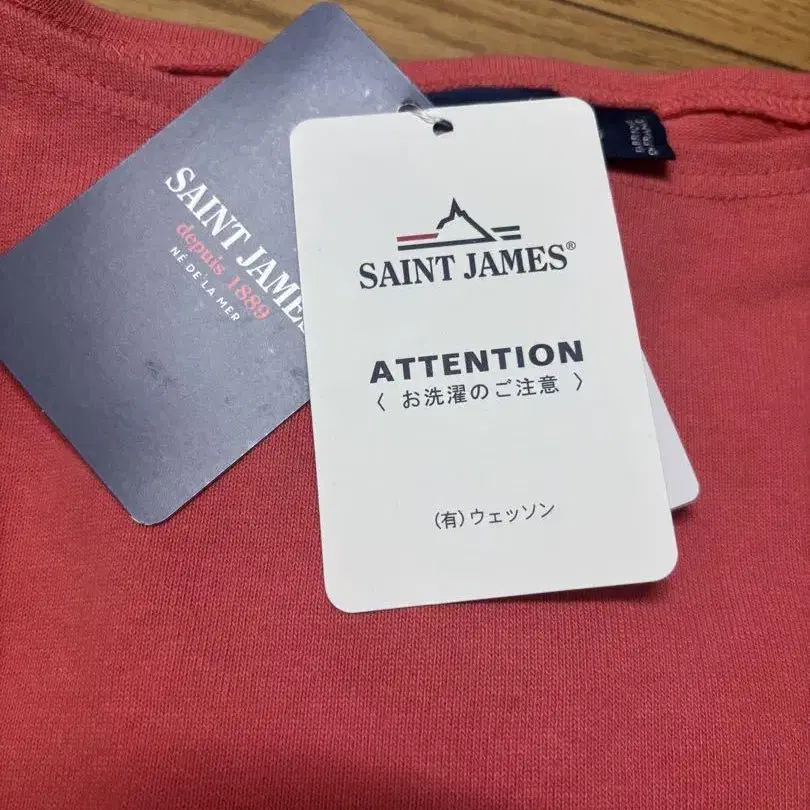 SAINT JAMES
depuis 1889
NÉ DE LA MER
SAINT JAMES®
ATTENTION
〈 お洗濯のご注意 〉
(有)ウェッソン